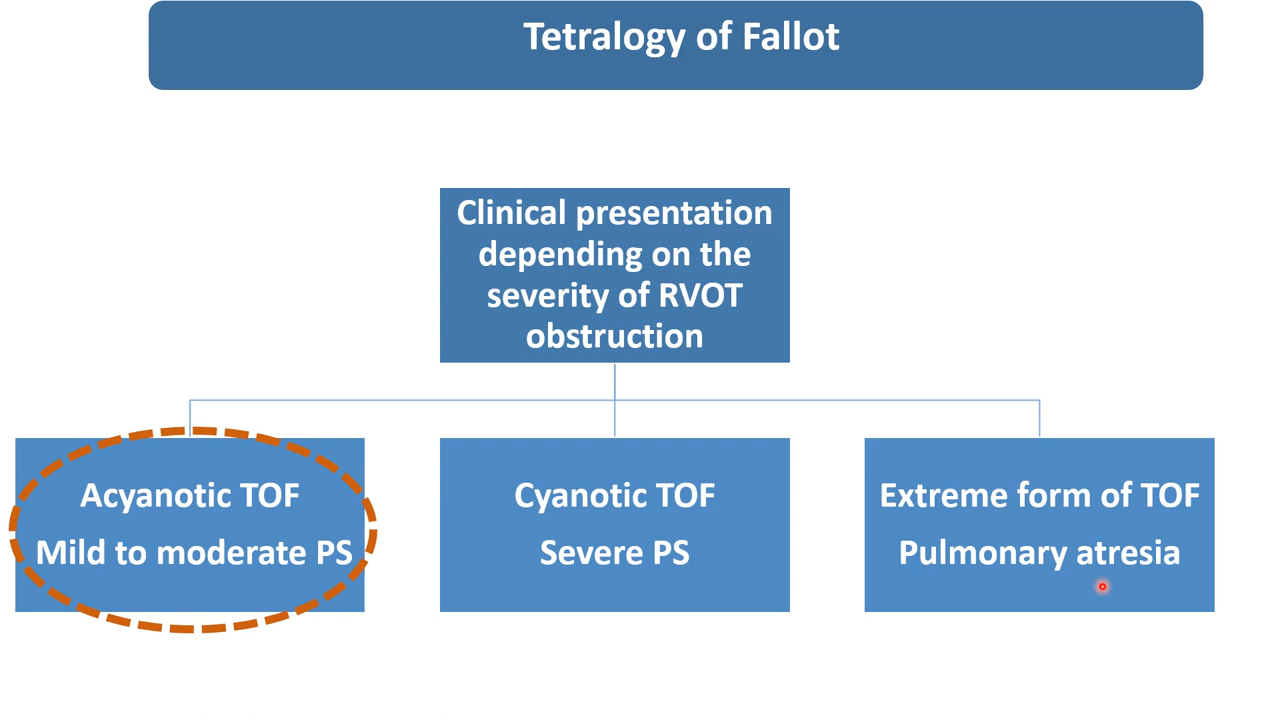 Tetralogy of Fallot
Clinical presentation
depending on the
severity of RVOT
obstruction
Acyanotic TOF
Mild to moderate PS
Cyanotic TOF
Severe PS
Extreme form of TOF
Pulmonary atresia